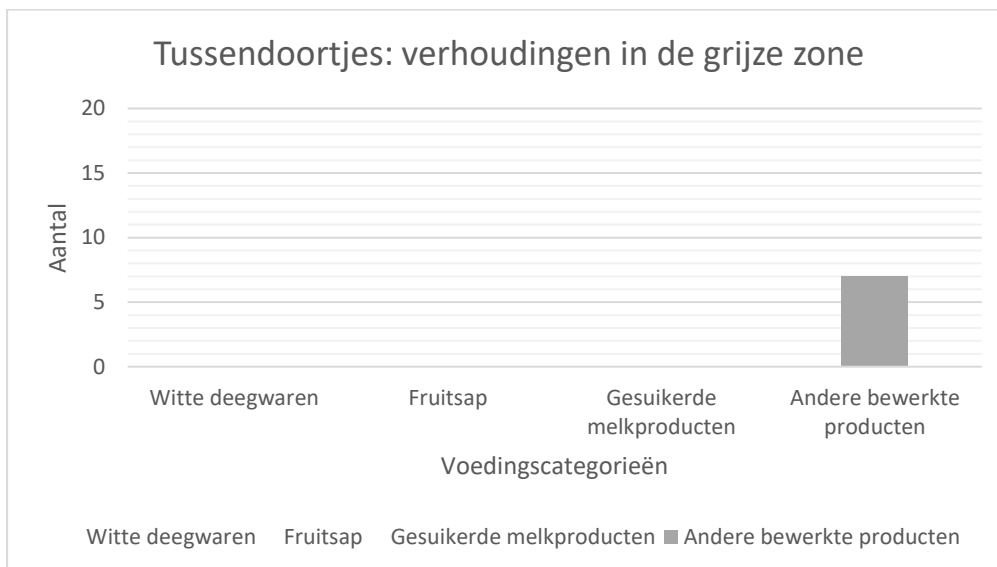 Tussendoortjes: verhoudingen in de grijze zone
20
15
10
5
0
Aantal
Witte deegwaren
Fruitsap
Gesuikerde
melkproducten
Andere bewerkte
producten
Voedingscategorieën
Witte deegwaren Fruitsap Gesuikerde melkproducten Andere bewerkte producten